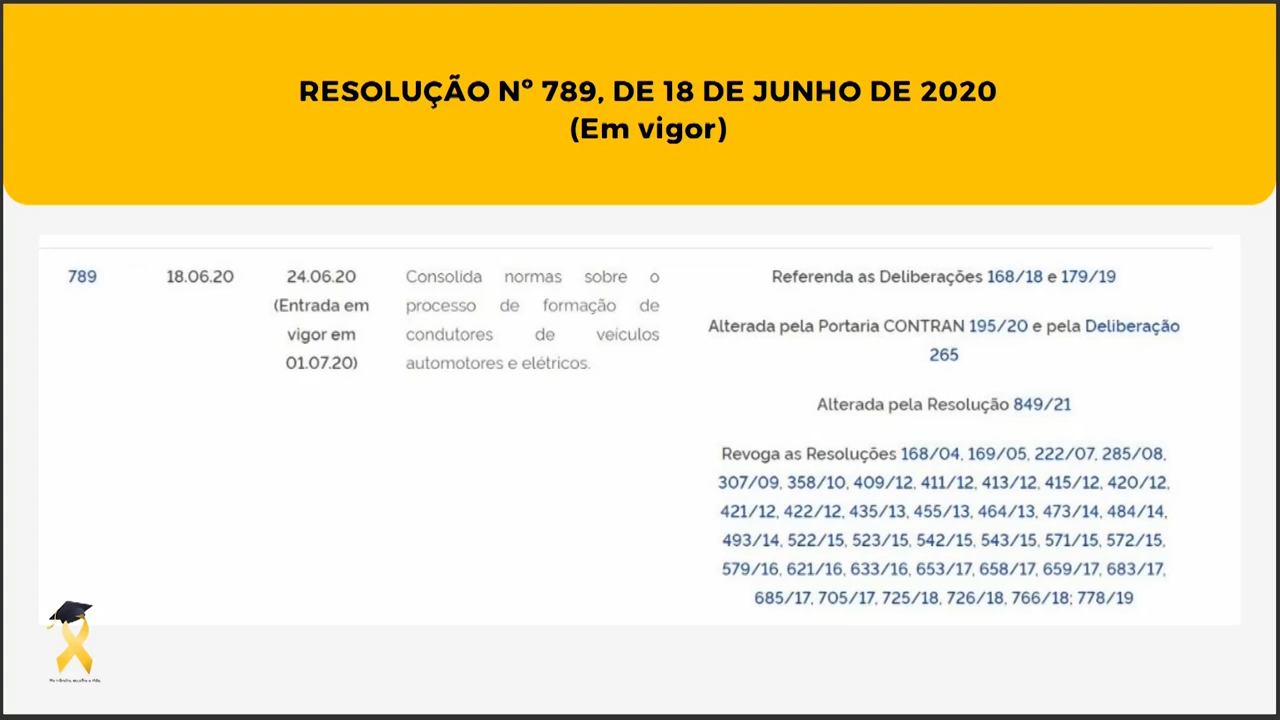 RESOLUÇÃO Nº 789, DE 18 DE JUNHO DE 2020
(Em vigor)
789
18.06.20
24.06.20
(Entrada em
vigor em
01.07.20)
Consolida normas sobre o
processo de formação de
condutores de veículos
automotores e elétricos.
Referenda as Deliberações 168/18 e 179/19
Alterada pela Portaria CONTRAN 195/20 e pela Deliberação
265
Alterada pela Resolução 849/21
Revoga as Resoluções 168/04, 169/05, 222/07, 285/08,
307/09, 358/10, 409/12, 411/12, 413/12, 415/12, 420/12,
421/12, 422/12, 435/13, 455/13, 464/13, 473/14, 484/14,
493/14, 522/15, 523/15, 542/15, 543/15, 571/15, 572/15,
579/16, 621/16, 633/16, 653/17, 658/17, 659/17, 683/17,
685/17, 705/17, 725/18, 726/18, 766/18; 778/19
No trânsito, escolha a vida.